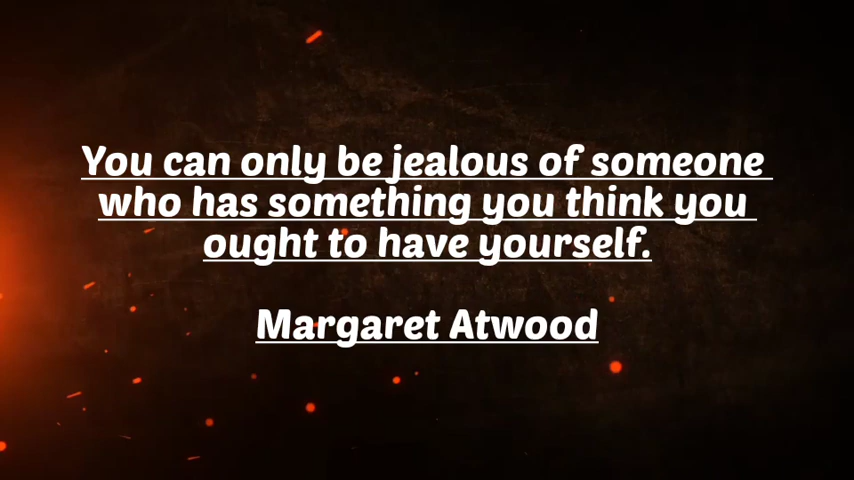 You can only be jealous of someone
who has something you think you
ought to have yourself.
Margaret Atwood